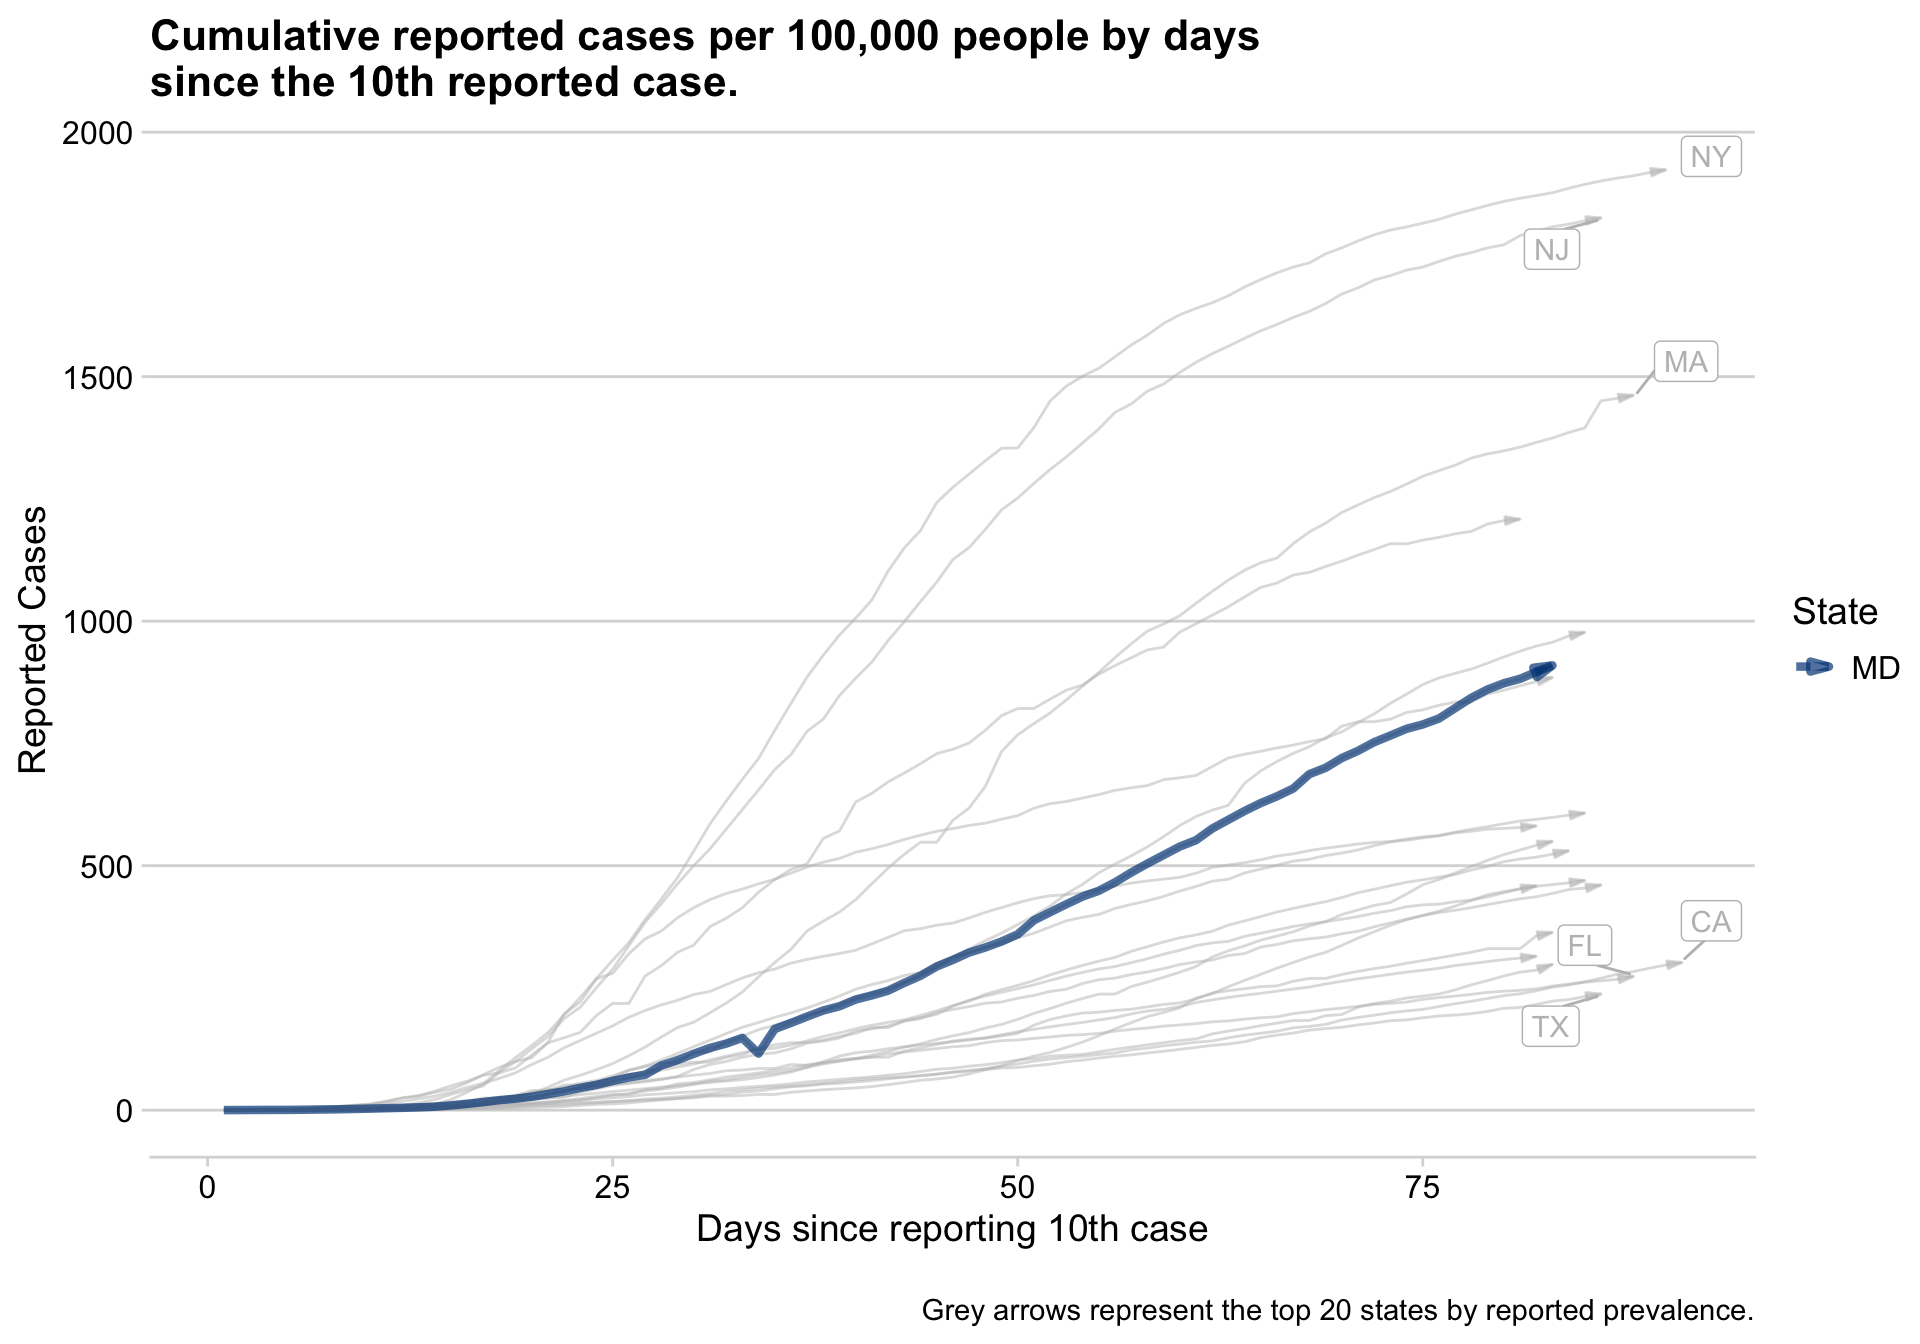 Cumulative reported cases per 100,000 people by days
since the 10th reported case.
2000
1500
1000
500
0
Reported Cases
NY
NJ
MA
CA
FL
TX
State
MD
0
25
50
75
Days since reporting 10th case
Grey arrows represent the top 20 states by reported prevalence.